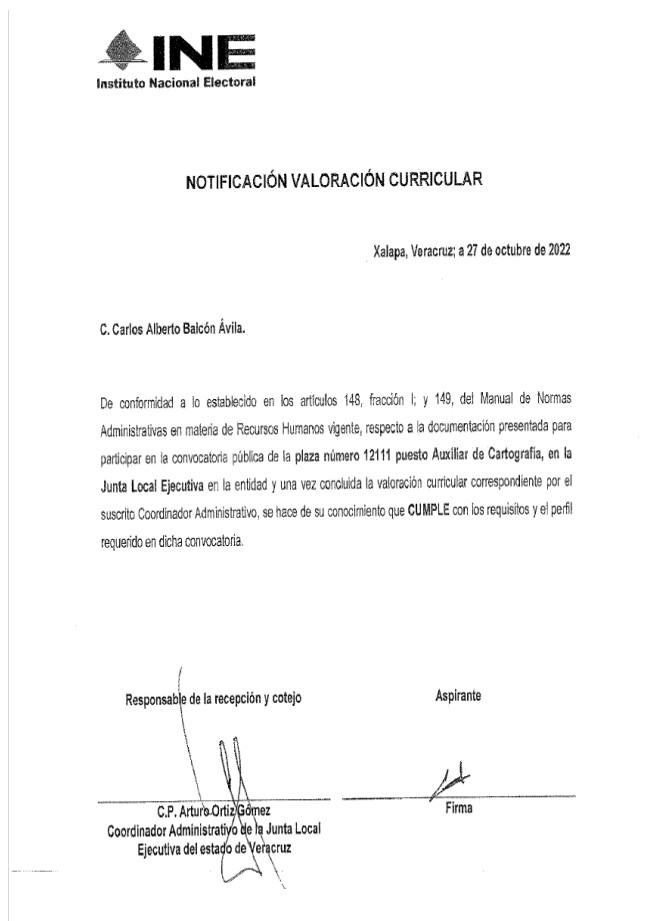 INE
Instituto Nacional Electoral
NOTIFICACIÓN VALORACIÓN CURRICULAR
Xalapa, Veracruz; a 27 de octubre de 2022
C. Carlos Alberto Balcón Ávila.
De conformidad a lo establecido en los artículos 148, fracción I; y 149, del Manual de Normas
Administrativas en materia de Recursos Humanos vigente, respecto a la documentación presentada para
participar en la convocatoria pública de la plaza número 12111 puesto Auxiliar de Cartografía, en la
Junta Local Ejecutiva en la entidad y una vez concluida la valoración curricular correspondiente por el
suscrito Coordinador Administrativo, se hace de su conocimiento que CUMPLE con los requisitos y el perfil
requerido en dicha convocatoria.
Responsable de la recepción y cotejo
Aspirante
C.P. Arturo Ortiz Gómez
Coordinador Administrativo de la Junta Local
Ejecutiva del estado de Veracruz
Firma